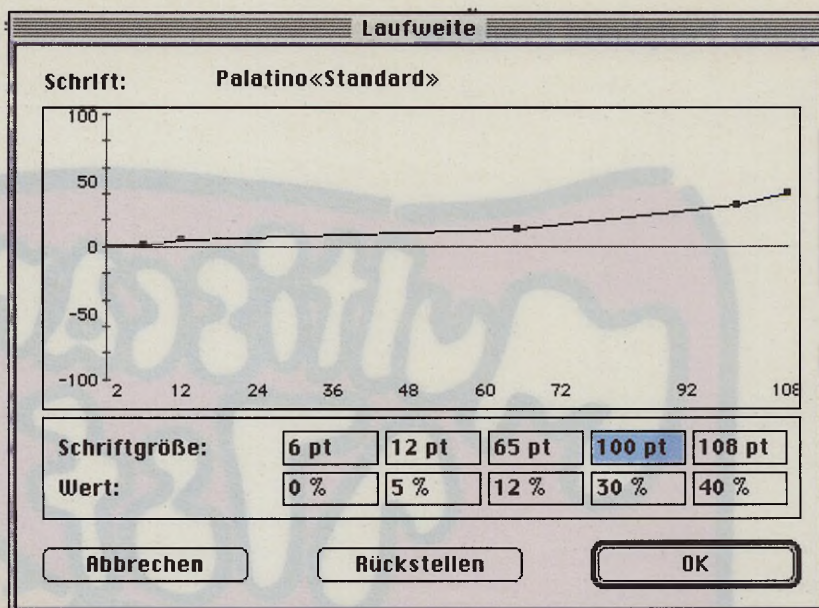 Laufweite
Schrift: Palatino«Standard»
100
50
0
-50
-100
2 12 24 36 48 60 72 92 108
Schriftgröße: 6 pt 12 pt 65 pt 100 pt 108 pt
Wert: 0 % 5 % 12 % 30 % 40 %
Abbrechen Rückstellen OK